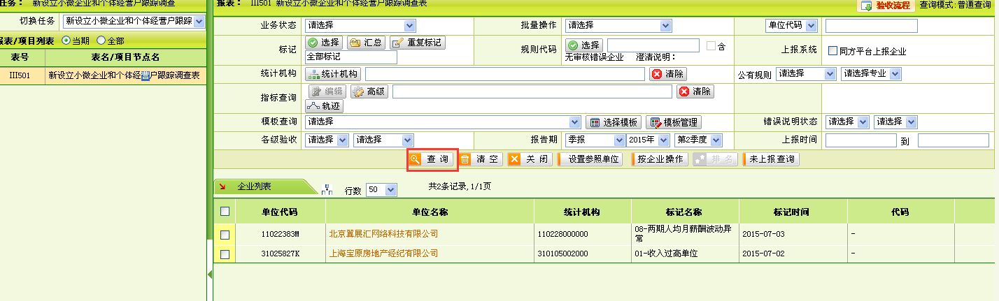 任务： 新设立小微企业和个体经营户跟踪调查
切换任务 新设立小微企业和个体经营户跟踪
报表/项目列表 当期 全部
表号 表名/项目节点名
III501 新设立小微企业和个体经营户跟踪调查表
报表： III501 新设立小微企业和个体经营户跟踪调查表 验收流程 查询模式:普通查询
业务状态 请选择 批量操作 请选择 单位代码
标记 选择 汇总 重复标记 全部标记 规则代码 选择 含 无审核错误企业 澄清说明： 上报系统 同方平台上报企业
统计机构 统计机构 清除 公有规则 请选择 请选择专业
指标查询 编辑 高级 清除
轨迹
模板查询 请选择 选择模板 模板管理 错误说明状态 请选择 请选择
各级验收 请选择 请选择 报告期 季报 2015年 第2季度 上报时间 到
查 询 清 空 关 闭 设置参照单位 按企业操作 排 名 未上报查询
企业列表 行数 50 共2条记录,1/1页
单位代码 单位名称 统计机构 标记名称 标记时间 代码
11022383M 北京翼展汇网络科技有限公司 110228000000 08-两期人均月薪酬波动异常 2015-07-03 -
31025827K 上海宝原房地产经纪有限公司 310105002000 01-收入过高单位 2015-07-02 -